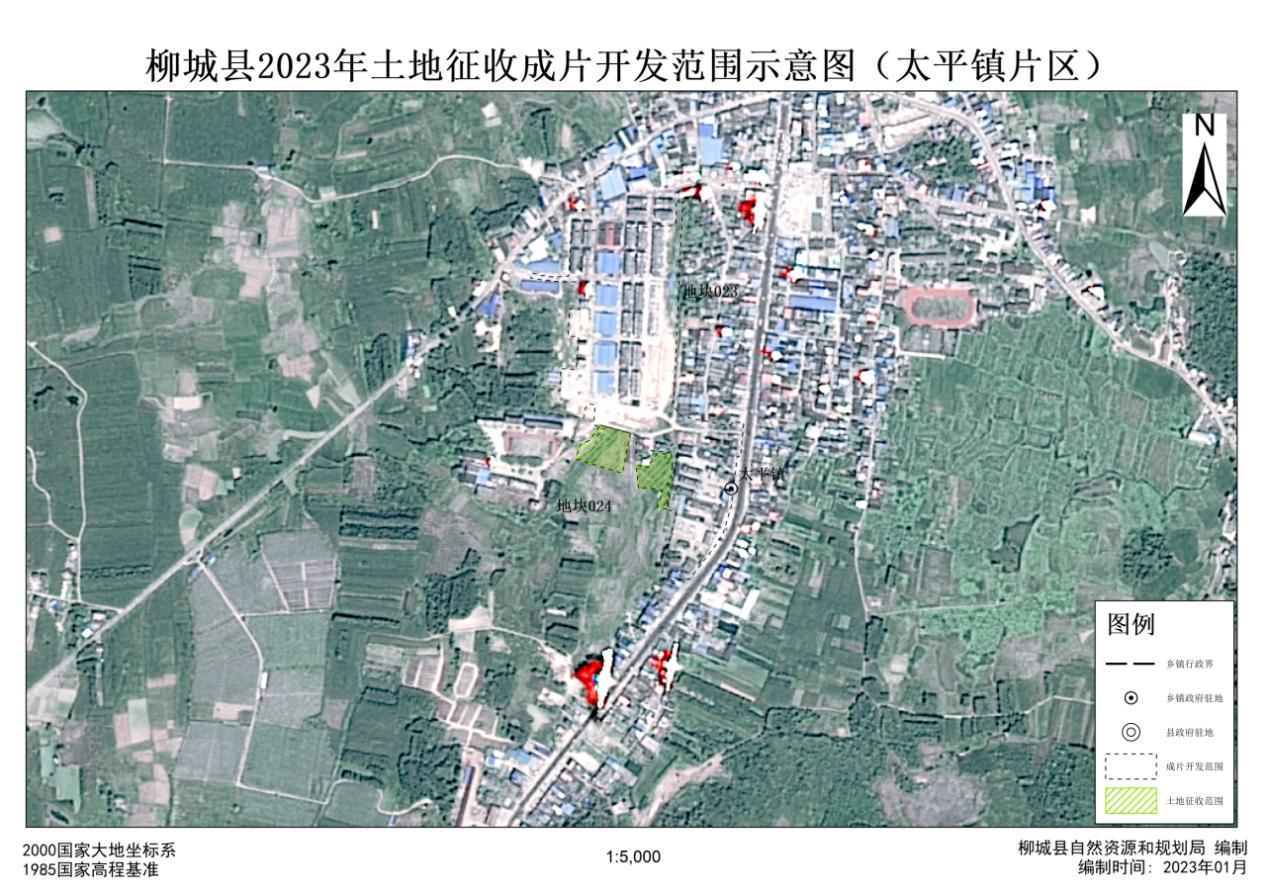 柳城县2023年土地征收成片开发范围示意图（太平镇片区）
N
地块023
太平镇
地块024
图例
乡镇行政界
乡镇政府驻地
县政府驻地
成片开发范围
土地征收范围
2000国家大地坐标系
1985国家高程基准
1:5,000
柳城县自然资源和规划局 编制
编制时间：2023年01月